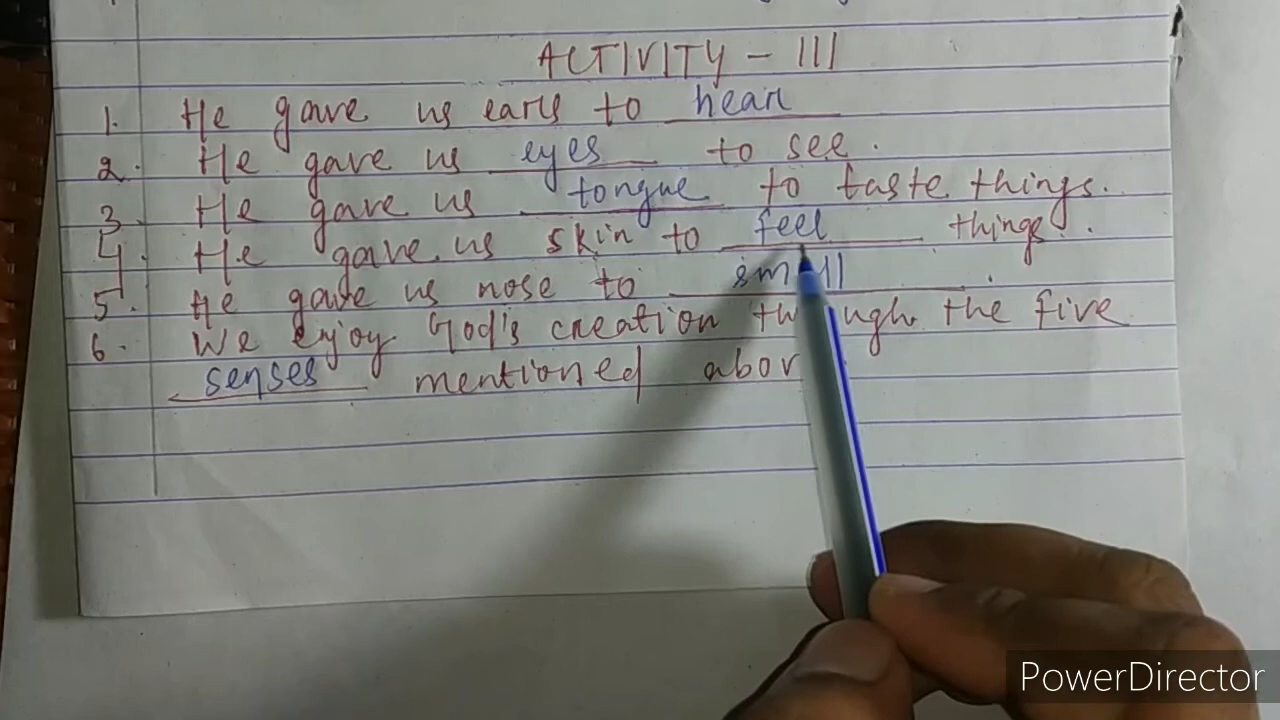 ACTIVITY - III
1. He gave us ears to hear
2. He gave us eyes to see.
3. He gave us tongue to taste things.
4. He gave us skin to feel things.
5. He gave us nose to .
6. We enjoy God's creation through the five
senses mentioned
PowerDirector